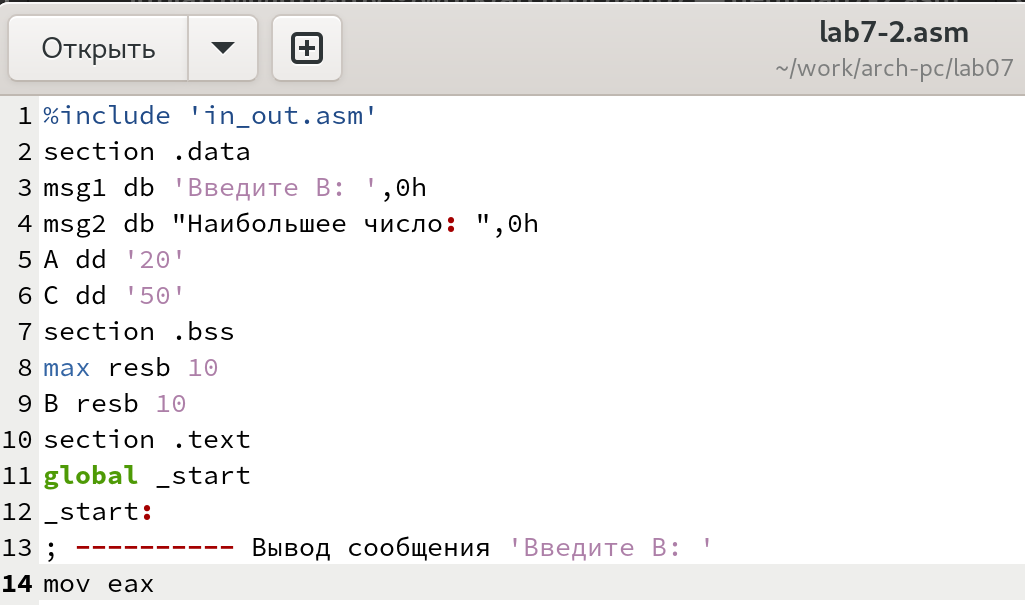 Открыть
lab7-2.asm
~/work/arch-pc/lab07
1 %include 'in_out.asm'
2 section .data
3 msg1 db 'Введите B: ',0h
4 msg2 db "Наибольшее число: ",0h
5 A dd '20'
6 C dd '50'
7 section .bss
8 max resb 10
9 B resb 10
10 section .text
11 global _start
12 _start:
13 ; ---------- Вывод сообщения 'Введите B: '
14 mov eax